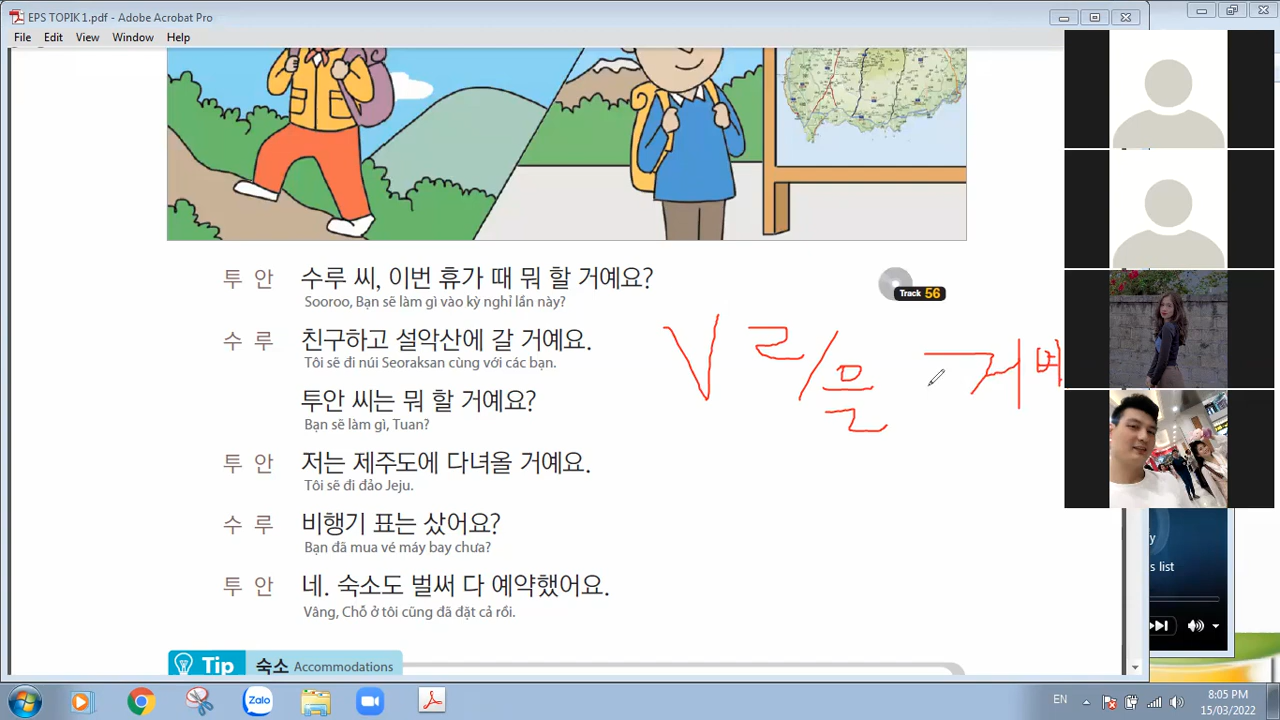 EPS TOPIK 1.pdf - Adobe Acrobat Pro
File Edit View Window Help
투 안 수루 씨, 이번 휴가 때 뭐 할 거예요?
Sooroo, Bạn sẽ làm gì vào kỳ nghỉ lần này?
Track 56
수 루 친구하고 설악산에 갈 거예요.
Tôi sẽ đi núi Seoraksan cùng với các bạn.
투안 씨는 뭐 할 거예요?
Bạn sẽ làm gì, Tuan?
투 안 저는 제주도에 다녀올 거예요.
Tôi sẽ đi đảo Jeju.
수 루 비행기 표는 샀어요?
Bạn đã mua vé máy bay chưa?
투 안 네. 숙소도 벌써 다 예약했어요.
Vâng, Chỗ ở tôi cũng đã đặt cả rồi.
V ㄹ/을
Tip 숙소 Accommodations
s list
Zalo
EN
8:05 PM
15/03/2022